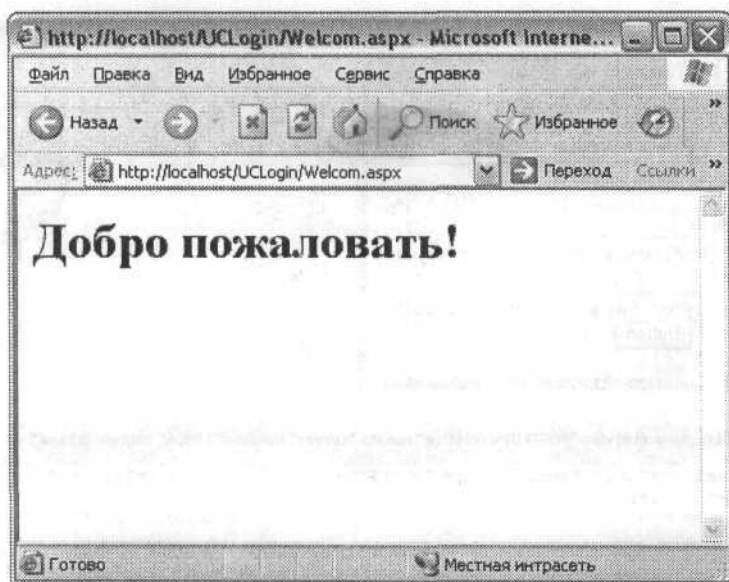 http://localhost/UCLogin/Welcom.aspx - Microsoft Interne...
Файл Правка Вид Избранное Сервис Справка
Назад Поиск Избранное »
Адрес: http://localhost/UCLogin/Welcom.aspx Переход Ссылки »
Добро пожаловать!
Готово Местная интрасеть